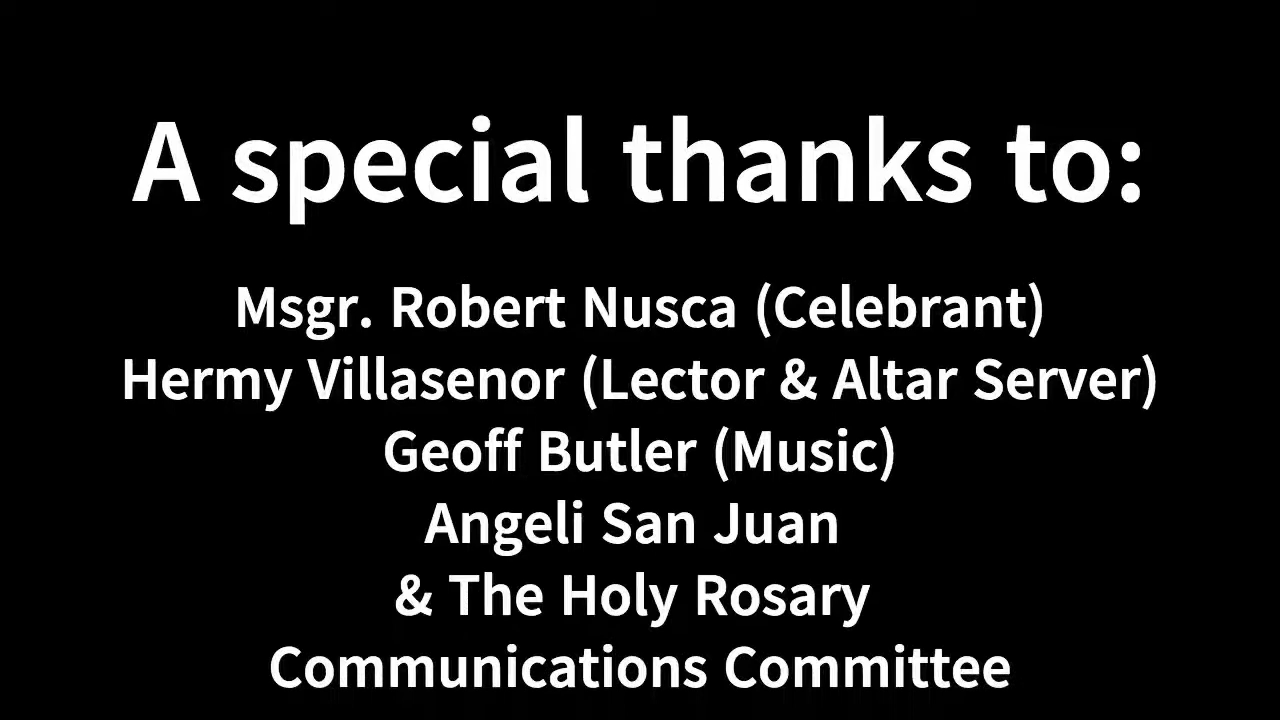 A special thanks to:
Msgr. Robert Nusca (Celebrant)
Hermy Villasenor (Lector & Altar Server)
Geoff Butler (Music)
Angeli San Juan
& The Holy Rosary
Communications Committee